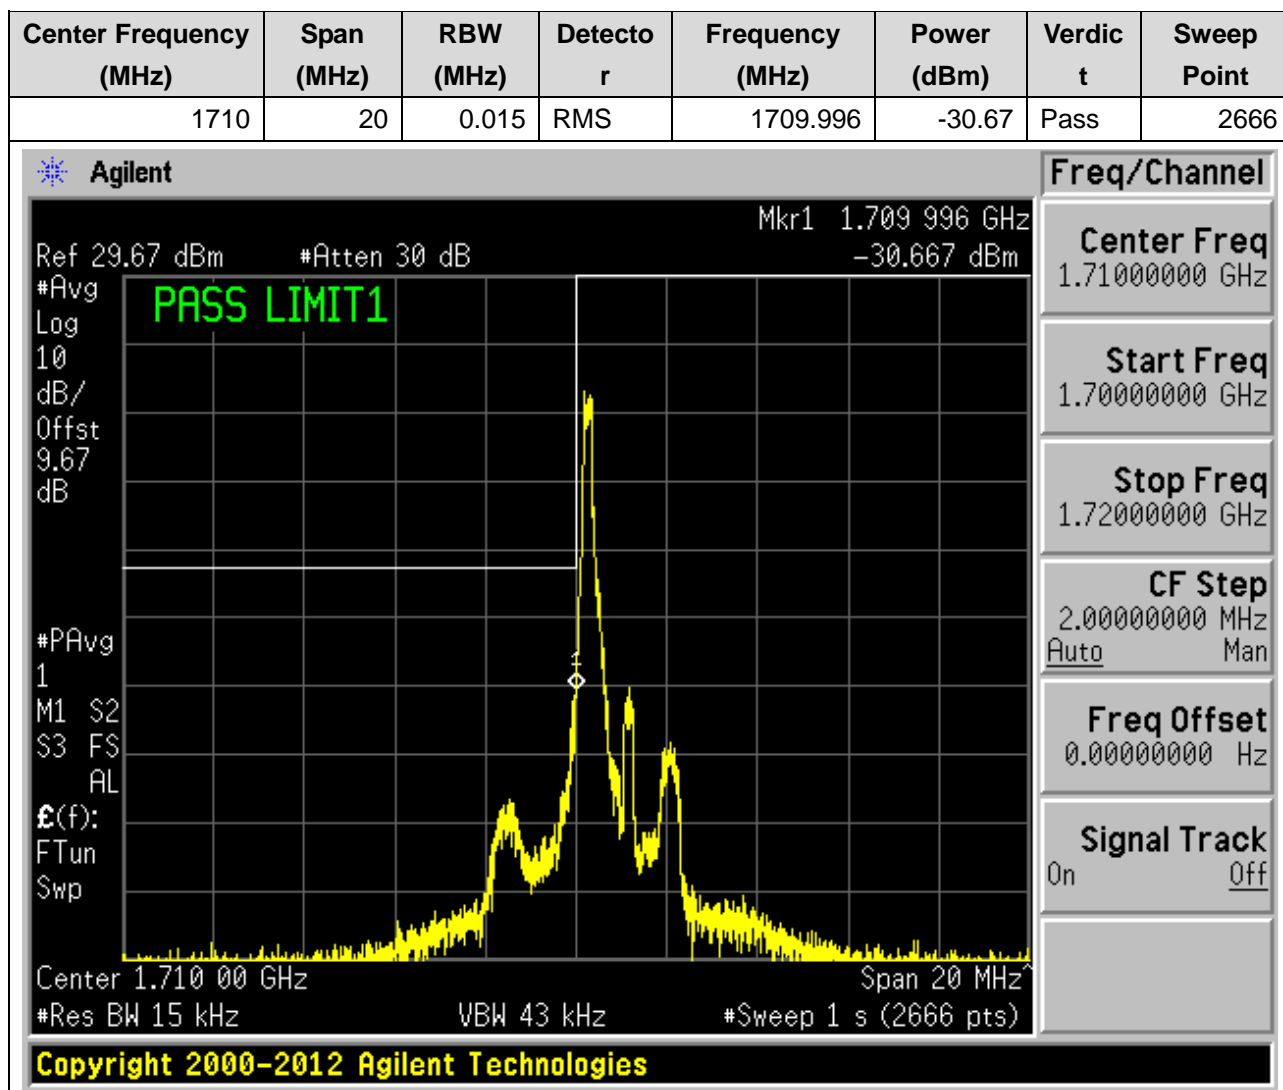 Center Frequency (MHz) Span (MHz) RBW (MHz) Detecto r Frequency (MHz) Power (dBm) Verdic t Sweep Point
1710 20 0.015 RMS 1709.996 -30.67 Pass 2666
Agilent
Freq/Channel
Mkr1 1.709 996 GHz
Ref 29.67 dBm #Atten 30 dB -30.667 dBm
#Avg
Log
10
dB/
Offst
9.67
dB
PASS LIMIT1
#PAvg
1
M1 S2
S3 FS
AL
£(f):
FTun
Swp
1
Center 1.710 00 GHz Span 20 MHz^
#Res BW 15 kHz VBW 43 kHz #Sweep 1 s (2666 pts)
Center Freq
1.71000000 GHz
Start Freq
1.70000000 GHz
Stop Freq
1.72000000 GHz
CF Step
2.00000000 MHz
Auto Man
Freq Offset
0.00000000 Hz
Signal Track
On Off
Copyright 2000-2012 Agilent Technologies